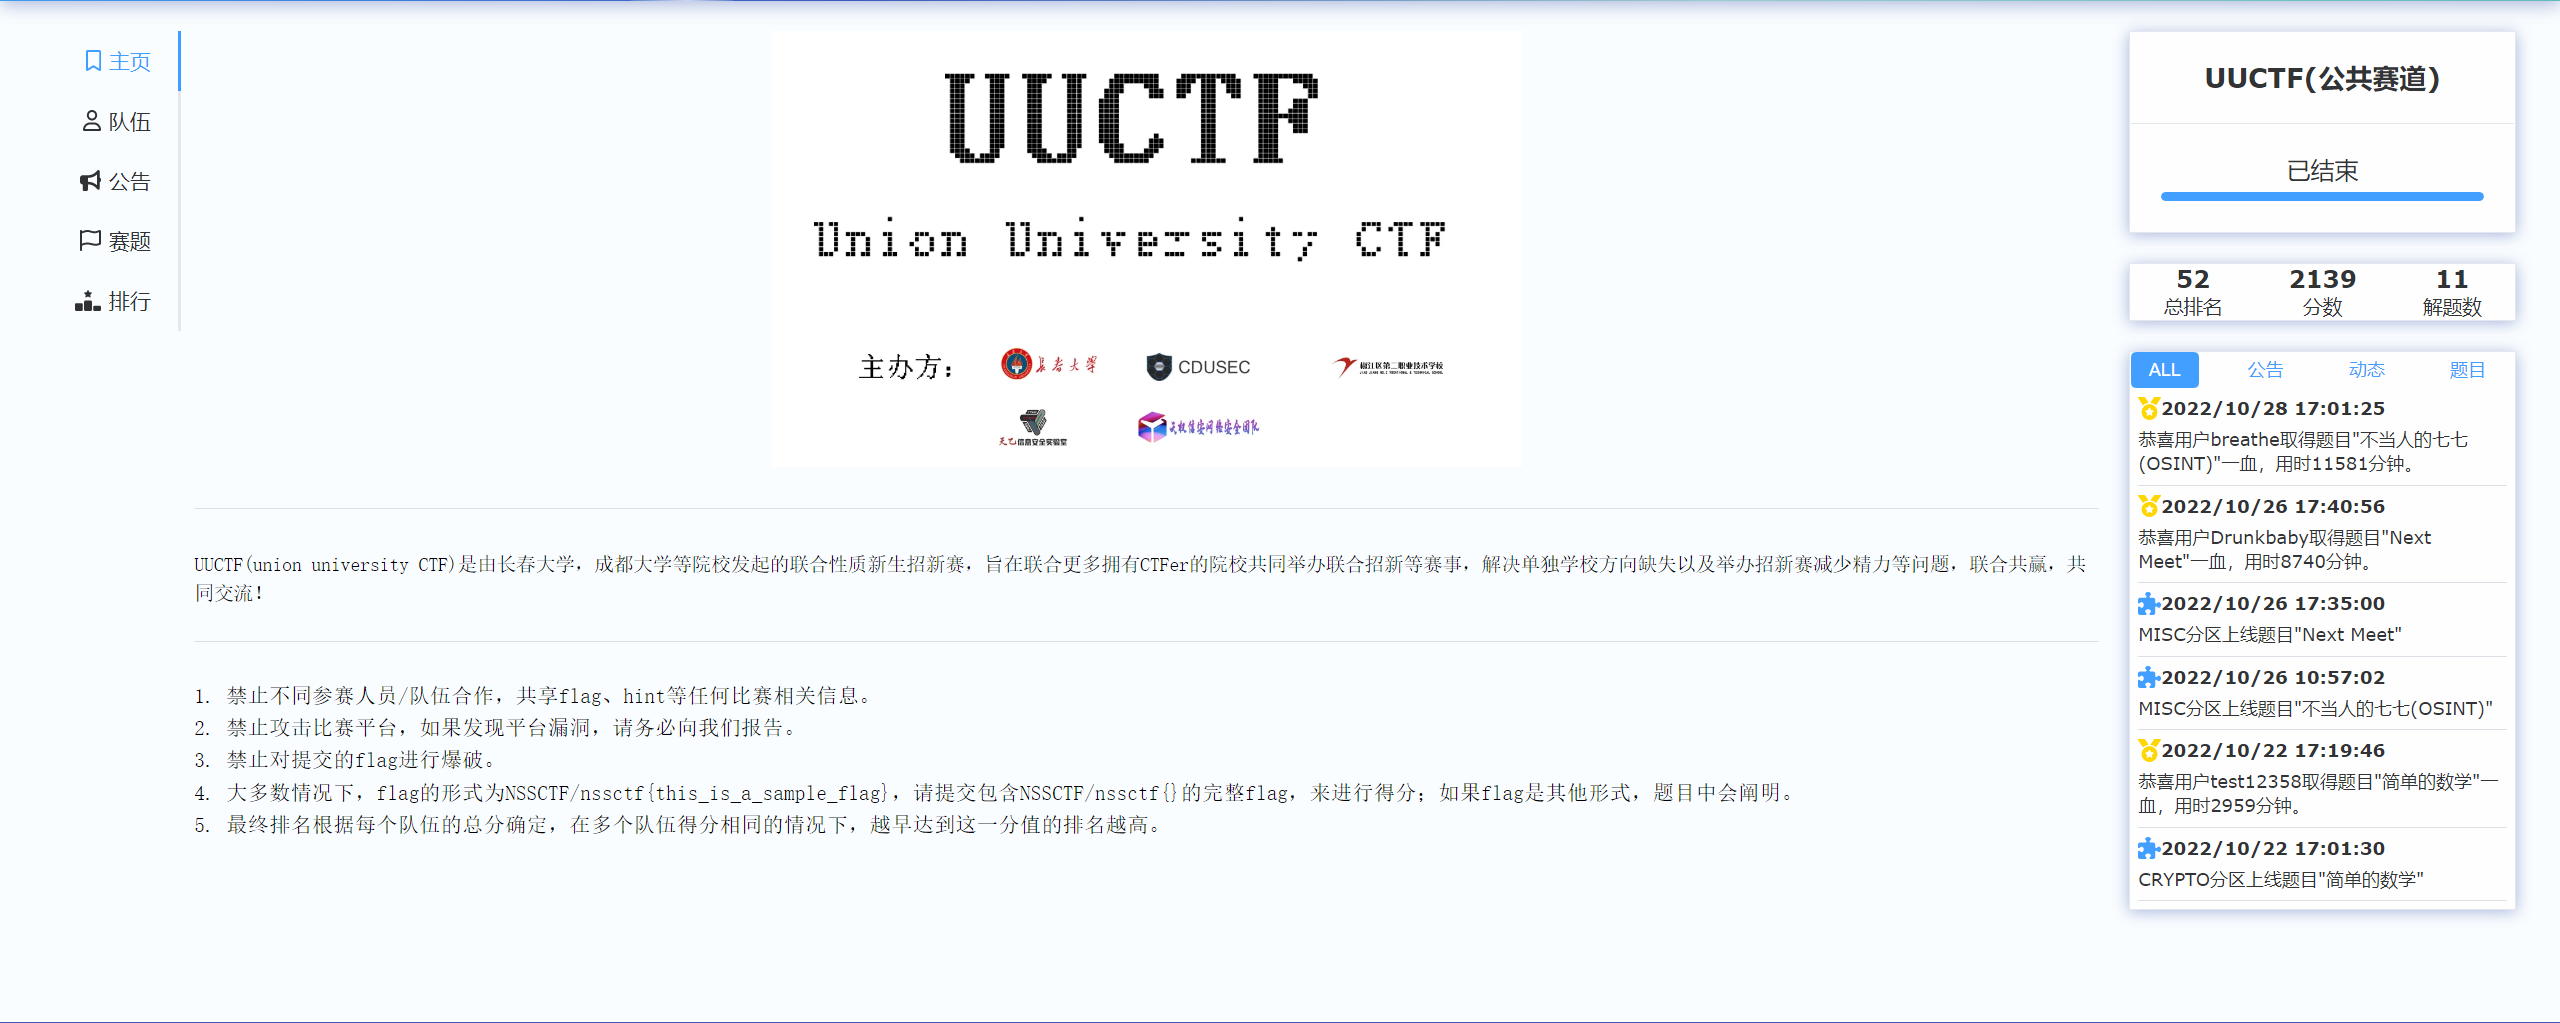 主页
队伍
公告
赛题
排行
UUCTF
Union University CTF
主办方：
长春大学
CDUSEC
天乙信息安全实验室
天权信安网络安全团队
UUCTF(union university CTF)是由长春大学，成都大学等院校发起的联合性质新生招新赛，旨在联合更多拥有CTFer的院校共同举办联合招新等赛事，解决单独学校方向缺失以及举办招新赛减少精力等问题，联合共赢，共
同交流！
1. 禁止不同参赛人员/队伍合作，共享flag、hint等任何比赛相关信息。
2. 禁止攻击比赛平台，如果发现平台漏洞，请务必向我们报告。
3. 禁止对提交的flag进行爆破。
4. 大多数情况下，flag的形式为NSSCTF/nssctf{this_is_a_sample_flag}，请提交包含NSSCTF/nssctf{}的完整flag，来进行得分；如果flag是其他形式，题目中会阐明。
5. 最终排名根据每个队伍的总分确定，在多个队伍得分相同的情况下，越早达到这一分值的排名越高。
UUCTF(公共赛道)
已结束
52 2139 11
总排名 分数 解题数
ALL 公告 动态 题目
2022/10/28 17:01:25
恭喜用户breathe取得题目"不当人的七七
(OSINT)"一血，用时11581分钟。
2022/10/26 17:40:56
恭喜用户Drunkbaby取得题目"Next
Meet"一血，用时8740分钟。
2022/10/26 17:35:00
MISC分区上线题目"Next Meet"
2022/10/26 10:57:02
MISC分区上线题目"不当人的七七(OSINT)"
2022/10/22 17:19:46
恭喜用户test12358取得题目"简单的数学"一
血，用时2959分钟。
2022/10/22 17:01:30
CRYPTO分区上线题目"简单的数学"